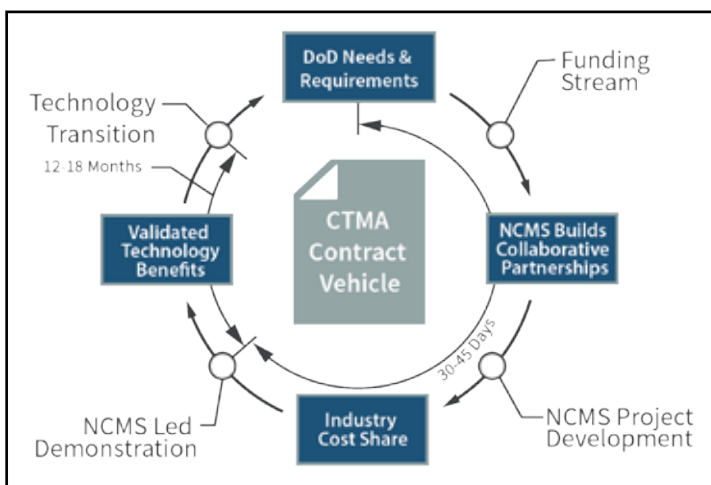 DoD Needs &
Requirements
Funding
Stream
Technology
Transition
12-18 Months
CTMA
Contract
Vehicle
Validated
Technology
Benefits
NCMS Builds
Collaborative
Partnerships
30-45 Days
Industry
Cost Share
NCMS Led
Demonstration
NCMS Project
Development